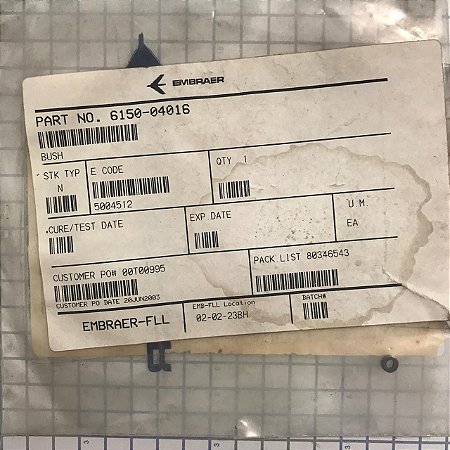 EMBRAER
PART NO. 6150-04016
BUSH
STK TYP
N
E CODE
5004512
QTY 1
CURE/TEST DATE
EXP DATE
U.M.
EA
CUSTOMER PO# 00T00995
CUSTOMER PO DATE 20JUN2003
PACK LIST 80346543
EMBRAER-FLL
EMB-FLL Location
02-02-23BH
BATCH#